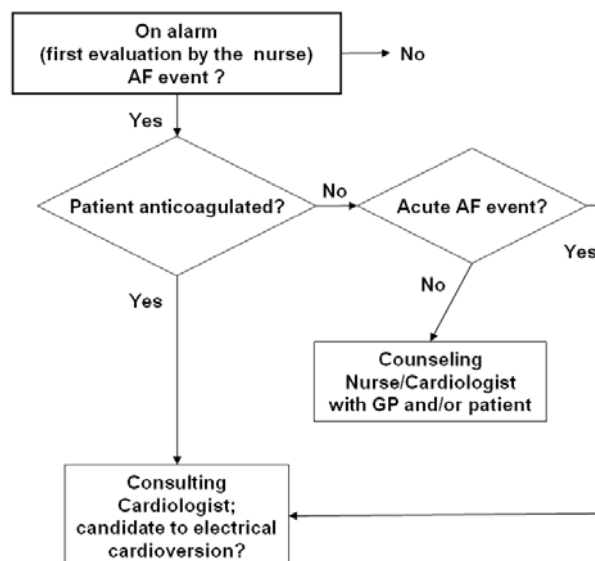 On alarm
(first evaluation by the nurse)
AF event ?
No
Yes
Patient anticoagulated?
No
Acute AF event?
Yes
Yes
No
Counseling
Nurse/Cardiologist
with GP and/or patient
Consulting
Cardiologist;
candidate to electrical
cardioversion?